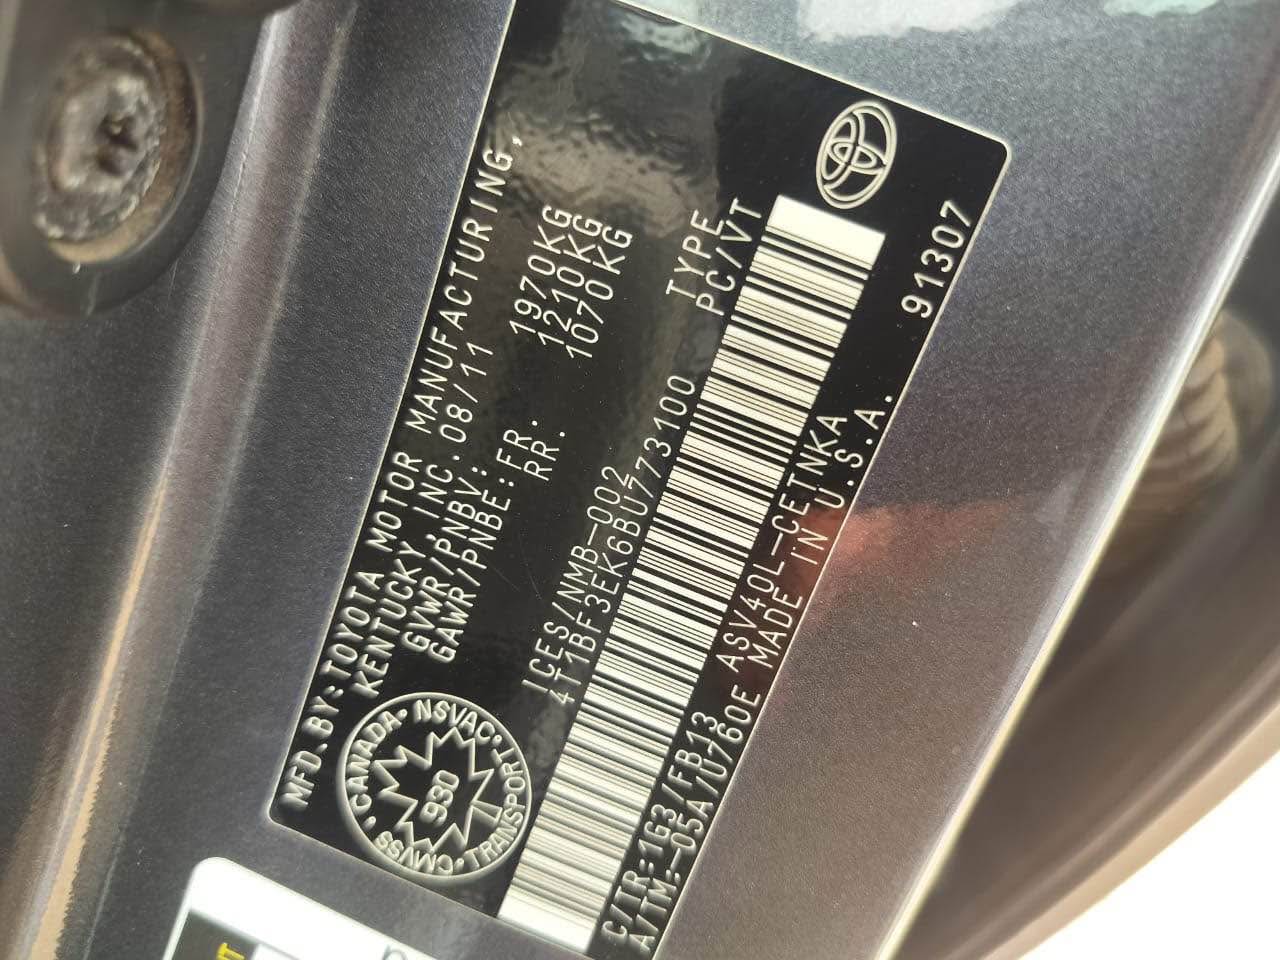 MFD.BY:TOYOTA MOTOR MANUFACTURING,
KENTUCKY, INC. 08/11
GVWR/PNBV: 1970KG
GAWR/PNBE:FR. 1210KG
RR. 1070KG
CANADA • NSVAC • TRANSPORT • CMVSS •
930
ICES/NMB-002
4T1BF3EK6BU773100
TYPE
PC/VT
C/TR:1G3/FB13
A/TM:-05A/U760E
ASV40L-CETNKA
MADE IN U.S.A.
91307